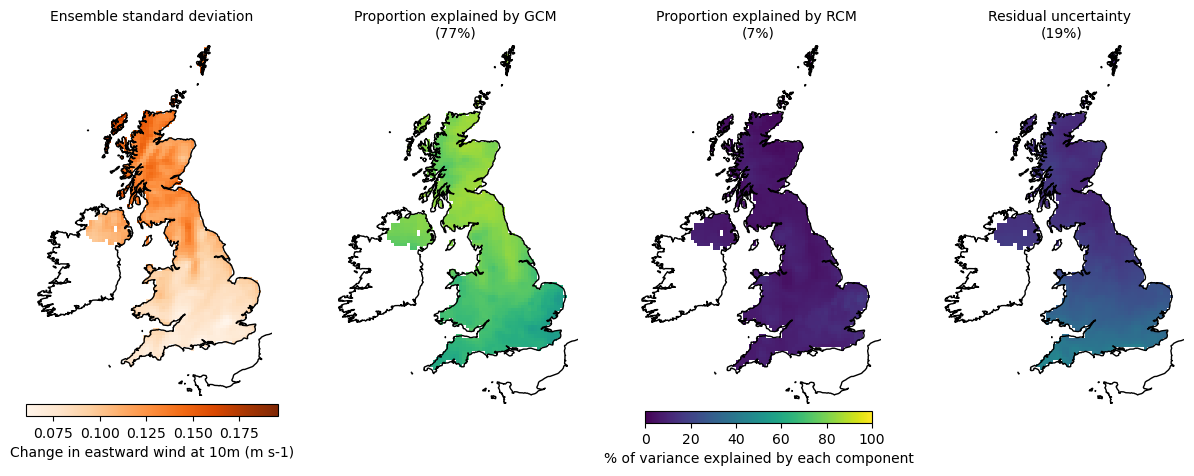 Ensemble standard deviation
Proportion explained by GCM
(77%)
Proportion explained by RCM
(7%)
Residual uncertainty
(19%)
0.075 0.100 0.125 0.150 0.175
Change in eastward wind at 10m (m s-1)
0 20 40 60 80 100
% of variance explained by each component